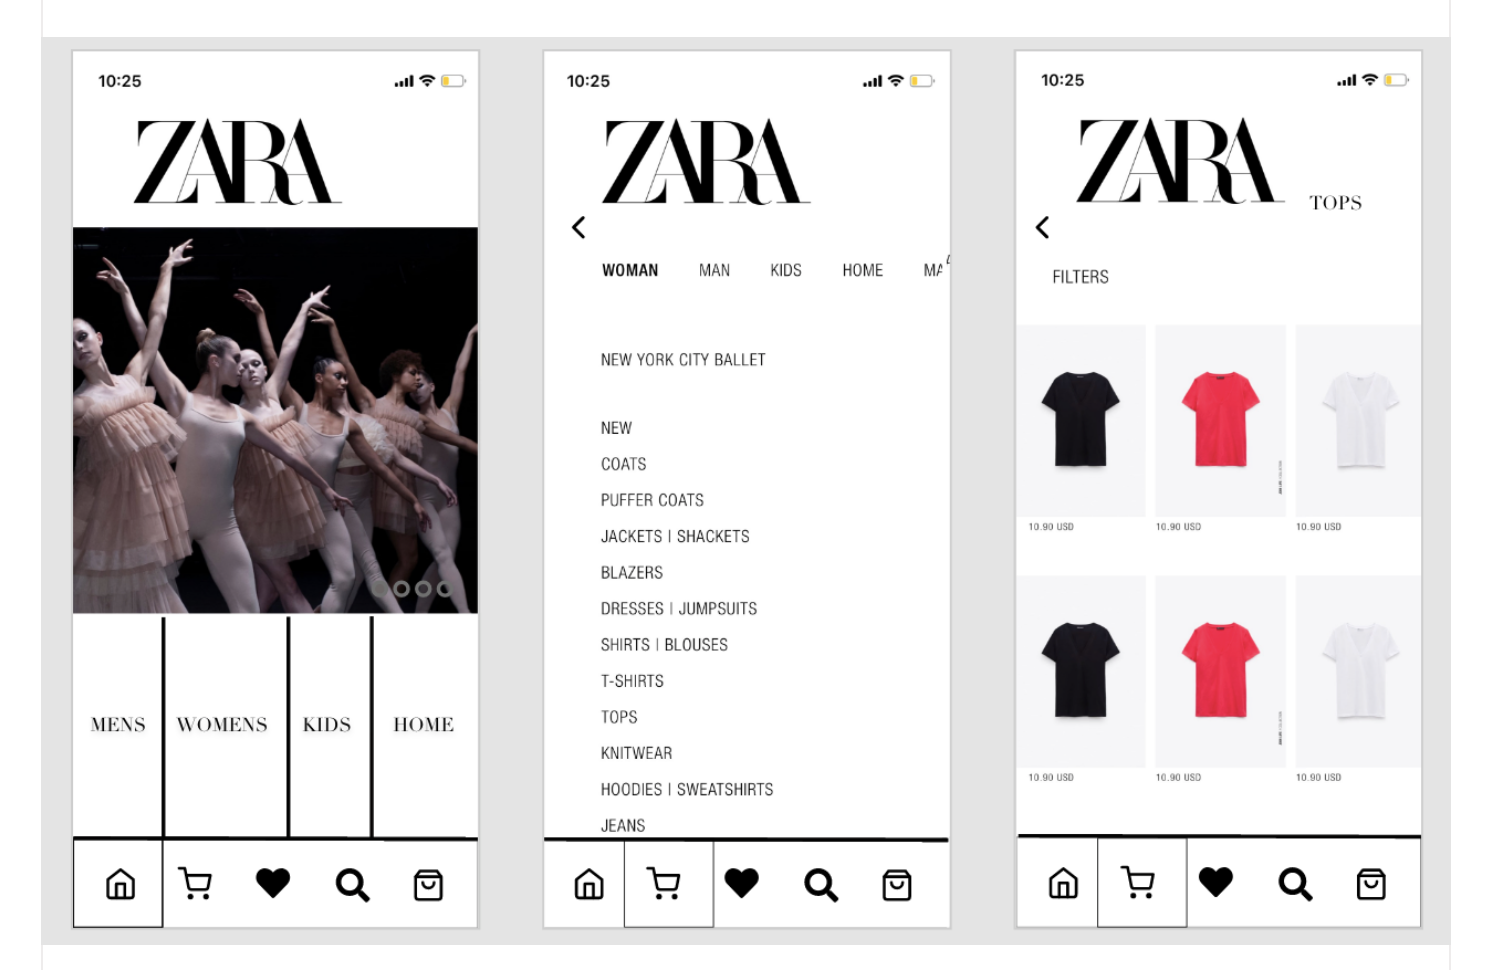 10:25
ZARA
MENS
WOMENS
KIDS
HOME
10:25
ZARA
WOMAN MAN KIDS HOME MA
NEW YORK CITY BALLET
NEW
COATS
PUFFER COATS
JACKETS | SHACKETS
BLAZERS
DRESSES | JUMPSUITS
SHIRTS | BLOUSES
T-SHIRTS
TOPS
KNITWEAR
HOODIES | SWEATSHIRTS
JEANS
10:25
ZARA
TOPS
FILTERS
10.90 USD 10.90 USD 10.90 USD
10.90 USD 10.90 USD 10.90 USD